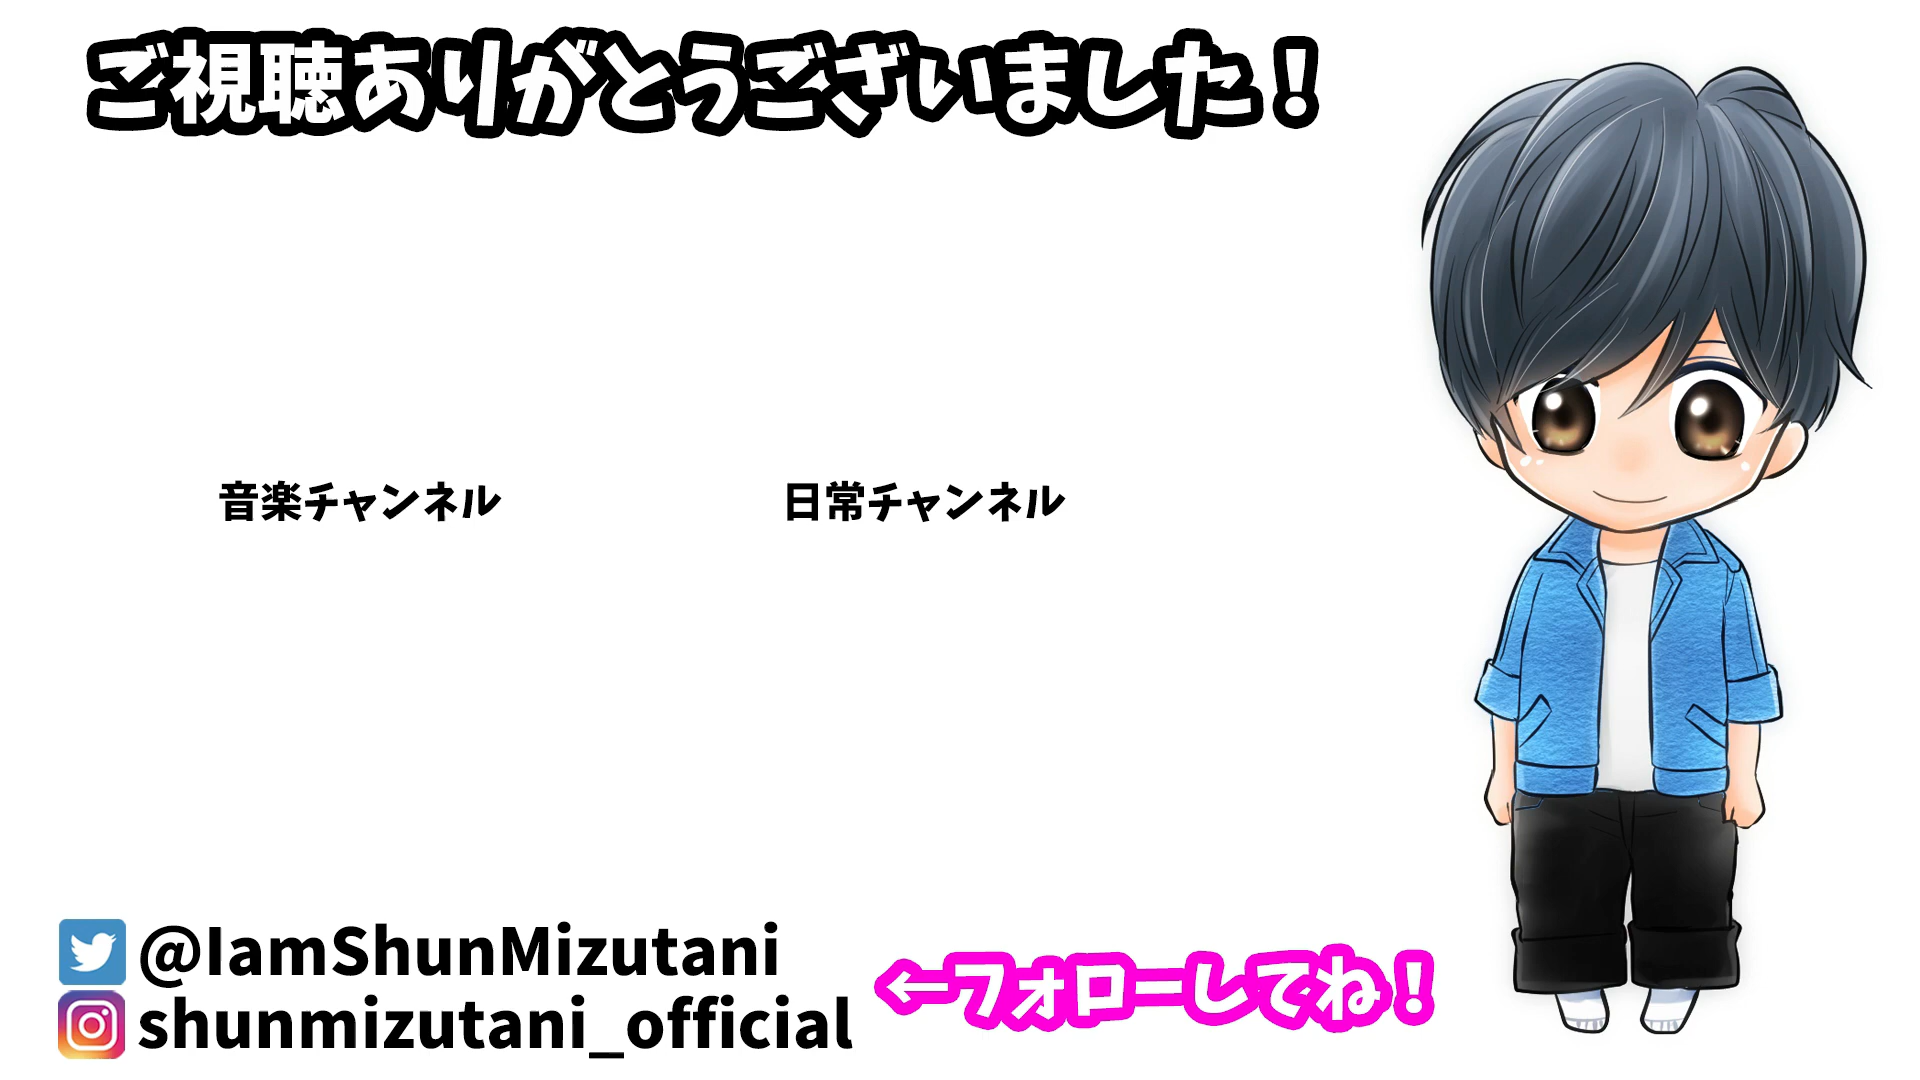 ご視聴ありがとうございました！
音楽チャンネル
日常チャンネル
@IamShunMizutani
shunmizutani_official
←フォローしてね！